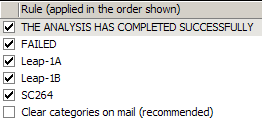 Rule (applied in the order shown)
THE ANALYSIS HAS COMPLETED SUCCESSFULLY
FAILED
Leap-1A
Leap-1B
SC264
Clear categories on mail (recommended)